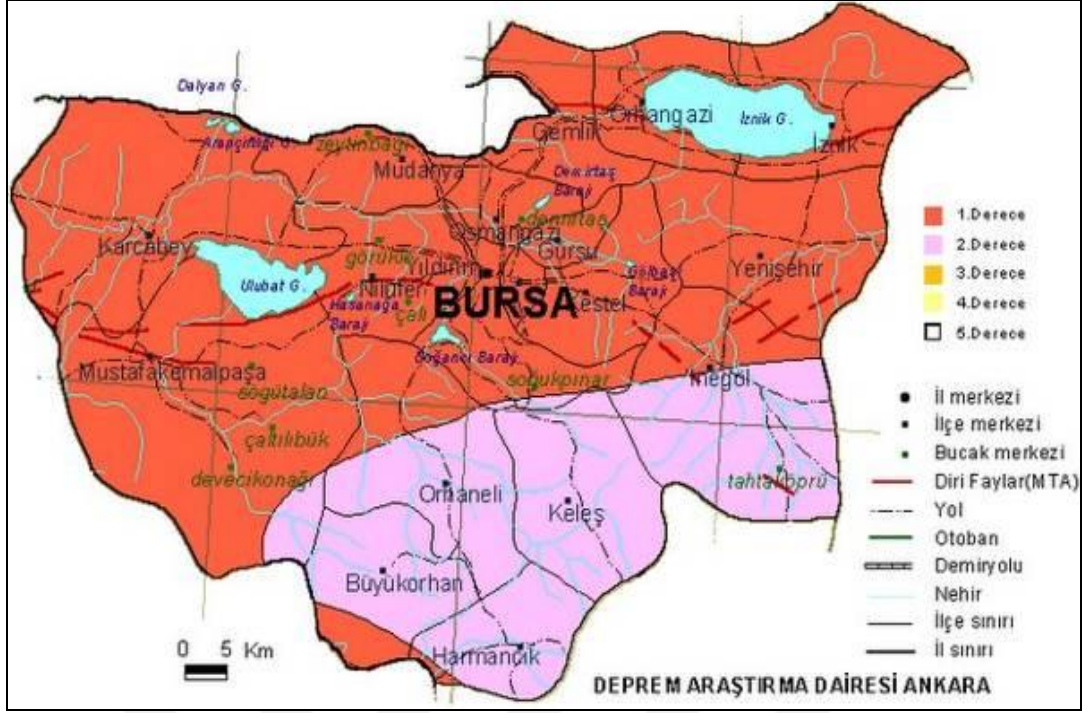 Dalyan G.
Orhangazi
İznik G.
Gemlik
İznik
Arapçiftliği G.
zeytinbağı
Mudanya
Demirtaş
Barajı
demirtaş
Osmangazi
Gürsu
Karcabey
görükle
Yıldırım
Yenişehir
Gölbaşı
Barajı
Ulubat G.
Nilüfer
Hasanağa
Barajı
çalı
BURSA
Kestel
Doğancı Barajı
Mustafakemalpaşa
söğütalan
soğukpınar
İnegöl
çaltılıbük
devecikonağı
Orhaneli
Keleş
tahtaköprü
Büyükorhan
Harmancık
1.Derece
2.Derece
3.Derece
4.Derece
5.Derece
İl merkezi
İlçe merkezi
Bucak merkezi
Diri Faylar(MTA)
Yol
Otoban
Demiryolu
Nehir
İlçe sınırı
İl sınırı
0 5 Km
DEPREM ARAŞTIRMA DAİRESİ ANKARA